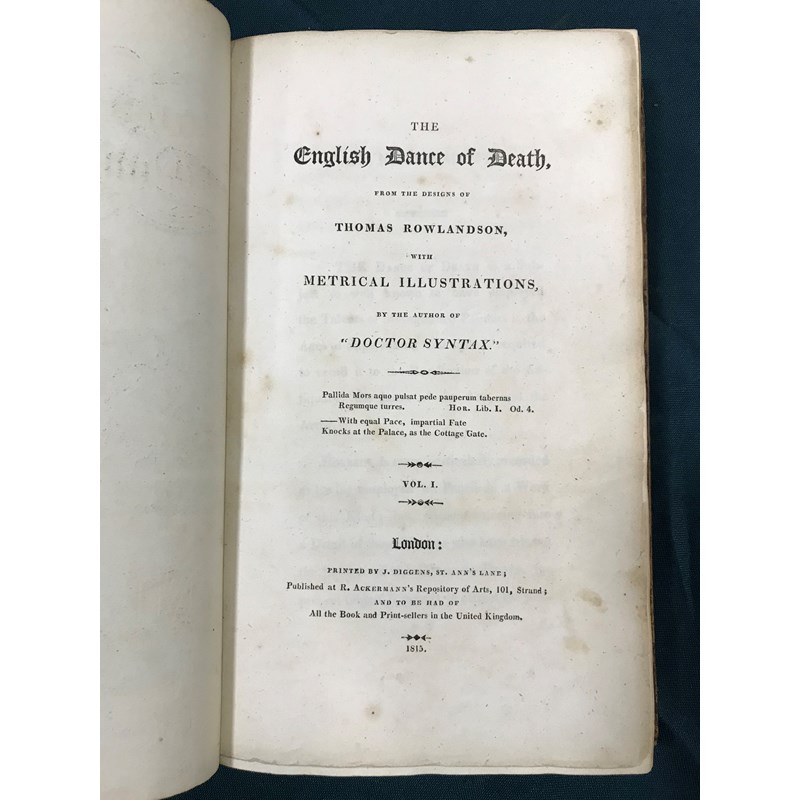 THE
English Dance of Death,
FROM THE DESIGNS OF
THOMAS ROWLANDSON,
WITH
METRICAL ILLUSTRATIONS,
BY THE AUTHOR OF
"DOCTOR SYNTAX."
Pallida Mors aquo pulsat pede pauperum tabernas
Regumque turres. HOR. Lib. I. Od. 4.
——With equal Pace, impartial Fate
Knocks at the Palace, as the Cottage Gate.
VOL. I.
London:
PRINTED BY J. DIGGENS, ST. ANN'S LANE;
Published at R. ACKERMANN'S Repository of Arts, 101, Strand;
AND TO BE HAD OF
All the Book and Print-sellers in the United Kingdom.
1815.